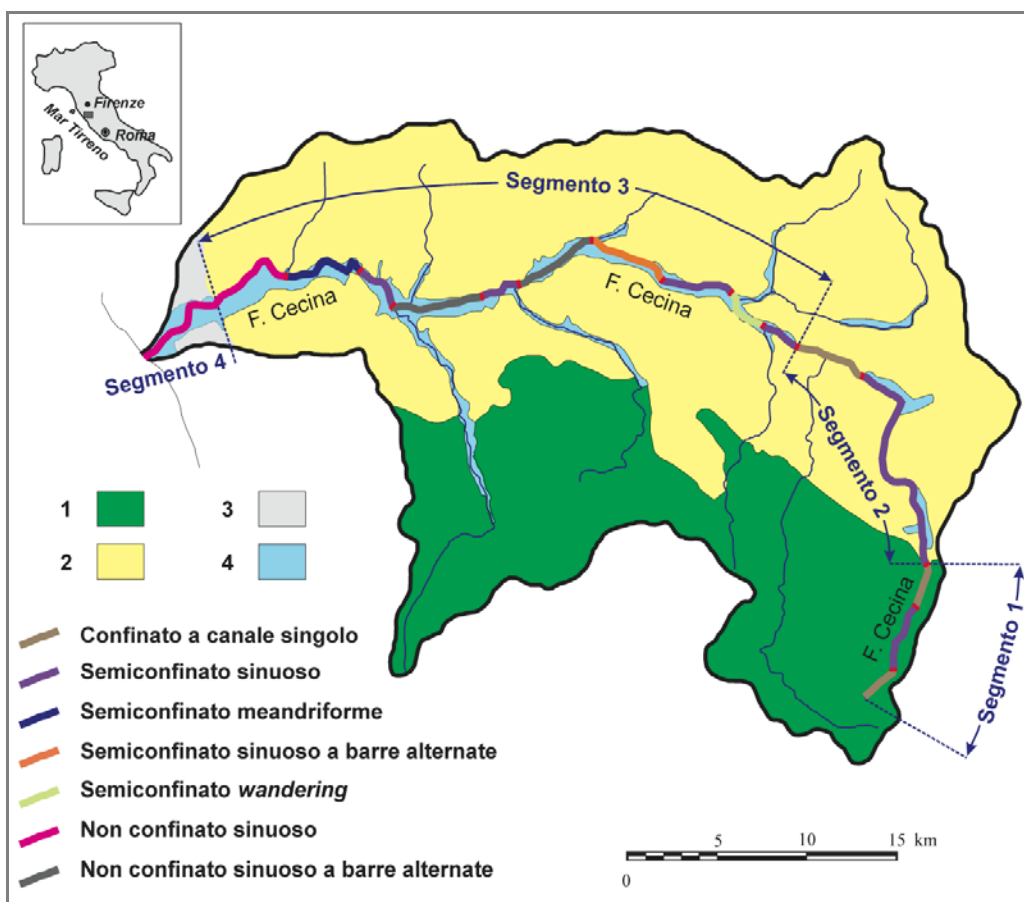 Firenze
Mar Tirreno
Roma
Segmento 3
F. Cecina
F. Cecina
Segmento 4
Segmento 2
F. Cecina
Segmento 1
1
3
2
4
Confinato a canale singolo
Semiconfinato sinuoso
Semiconfinato meandriforme
Semiconfinato sinuoso a barre alternate
Semiconfinato wandering
Non confinato sinuoso
Non confinato sinuoso a barre alternate
5 10 15 km
0